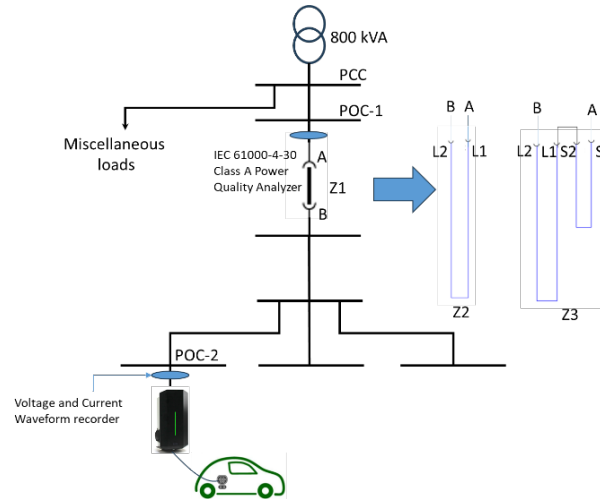 800 kVA
PCC
POC-1
Miscellaneous
loads
IEC 61000-4-30
Class A Power
Quality Analyzer
A
Z1
B
B A
L2 L1
Z2
B A
L2 L1 S2 S
Z3
POC-2
Voltage and Current
Waveform recorder